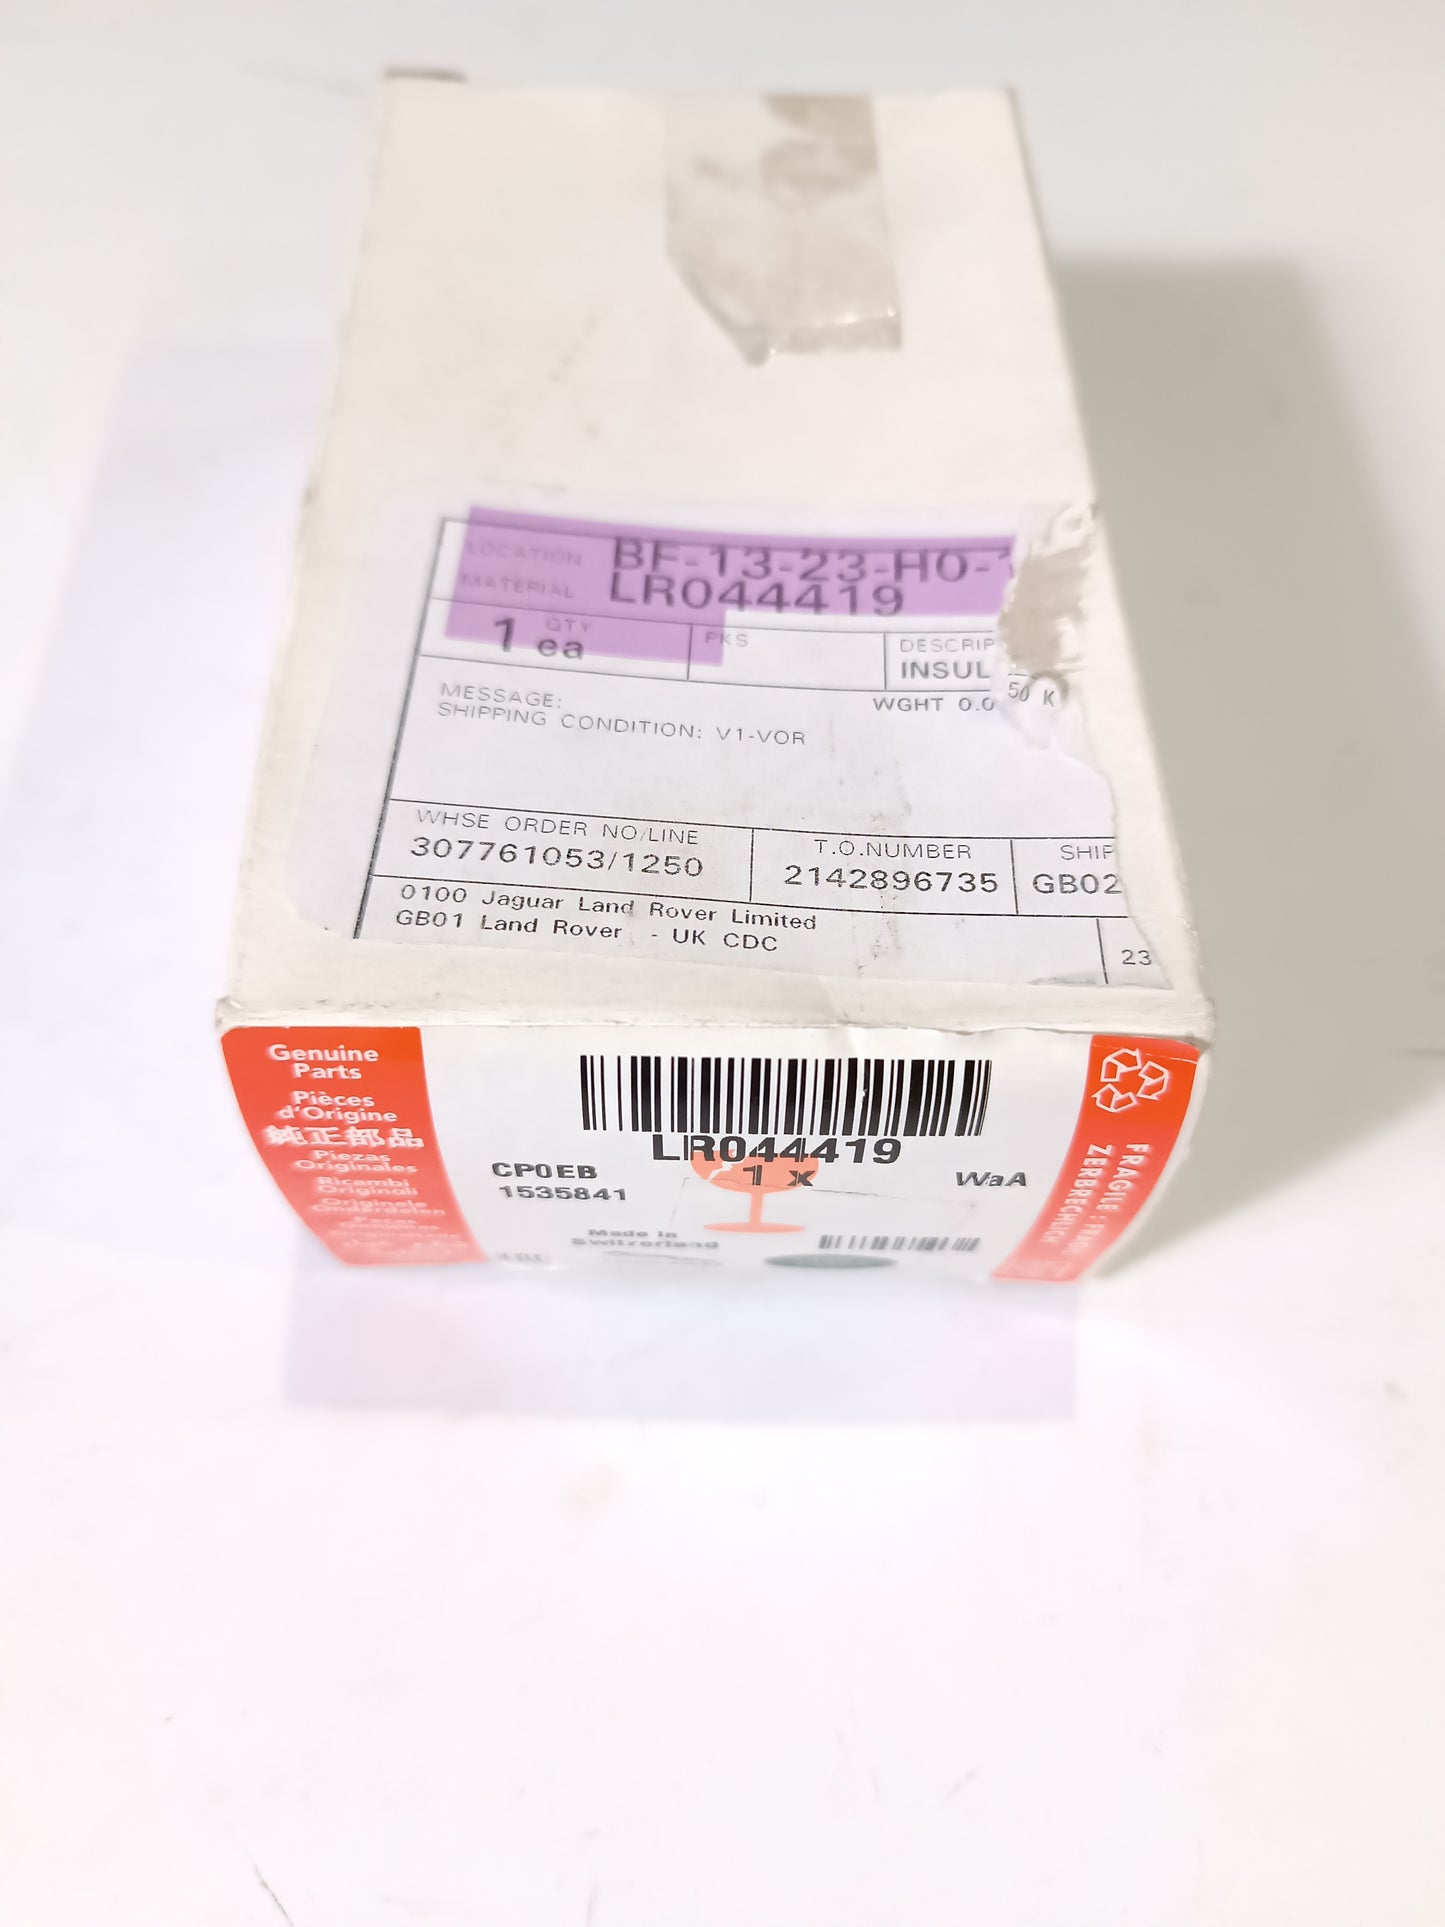 LOCATION BF-13-23-H0-
MATERIAL LR044419
QTY
1 ea
PKS
DESCRIP
INSUL
WGHT 0.0 50 K
MESSAGE:
SHIPPING CONDITION: V1-VOR
WHSE ORDER NO/LINE
307761053/1250
T.O.NUMBER
2142896735
SHIP
GB02
0100 Jaguar Land Rover Limited
GB01 Land Rover - UK CDC
23
Genuine
Parts
Pièces
d'Origine
純正部品
Piezas
Originales
Ricambi
Originali
Originele
Onderdelen
LR044419
1 x
CP0EB
1535841
WaA
Made in
Switzerland
FRAGILE : FRAGIL
ZERBRECHLICH